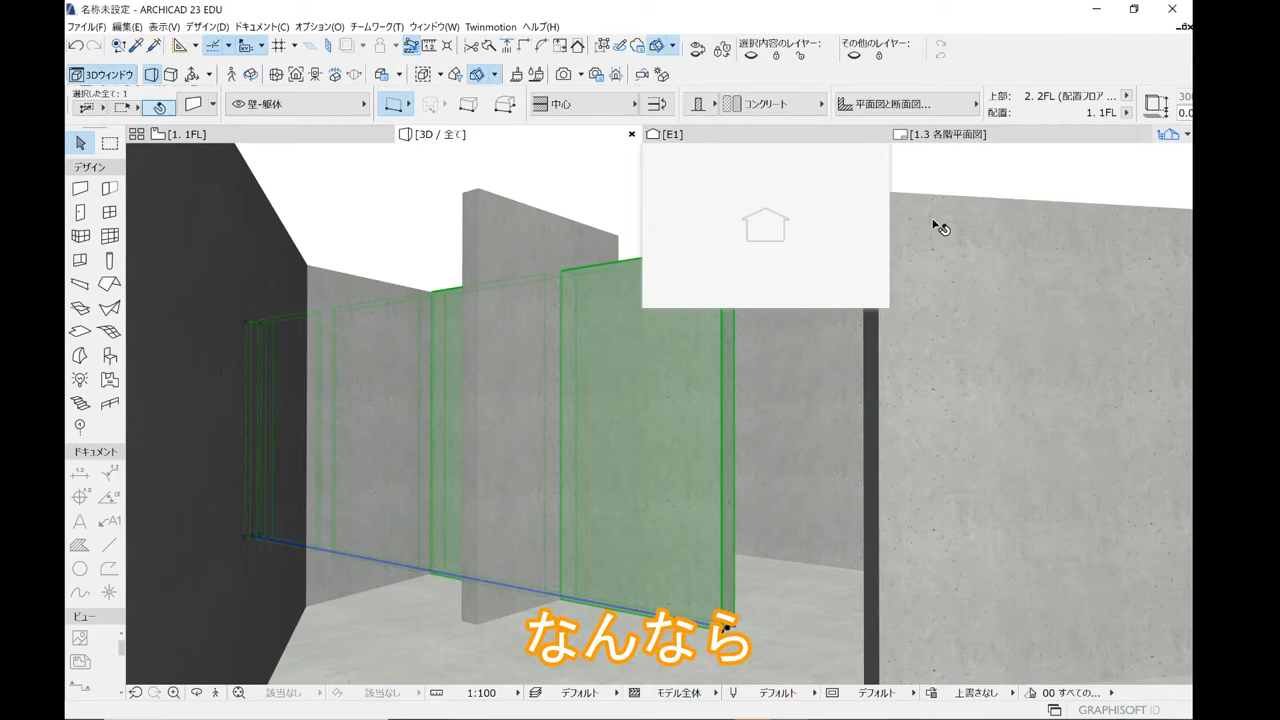 名称未設定 - ARCHICAD 23 EDU
ファイル(F) 編集(E) 表示(V) デザイン(D) ドキュメント(C) オプション(O) チームワーク(T) ウィンドウ(W) Twinmotion ヘルプ(H)
選択内容のレイヤー: その他のレイヤー:
3Dウィンドウ
選択した全て: 1
壁-躯体 中心 コンクリート 平面図と断面図...
上部: 2. 2FL (配置フロア ...
配置: 1. 1FL
[1. 1FL] [3D / 全て] [E1] [1.3 各階平面図]
デザイン
ドキュメント
ビュー
なんなら
該当なし 該当なし 1:100 デフォルト モデル全体 デフォルト デフォルト 上書きなし 00 すべての...
GRAPHISOFT ID